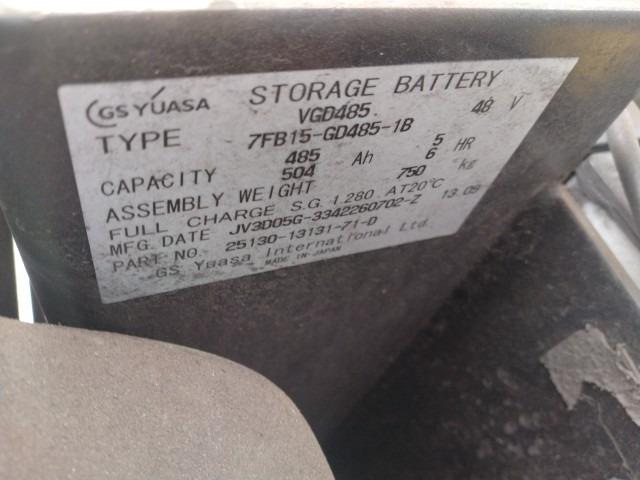 GS YUASA STORAGE BATTERY
VGD485 48 V
TYPE 7FB15-GD485-1B
485 5
CAPACITY 504 Ah 6 HR
ASSEMBLY WEIGHT 750 kg
FULL CHARGE S.G. 1.280 AT20°C
MFG. DATE JV3D05G-3342260702-Z 13.09
PART-NO. 25130-13131-71-D
GS Yuasa International Ltd.
MADE IN JAPAN